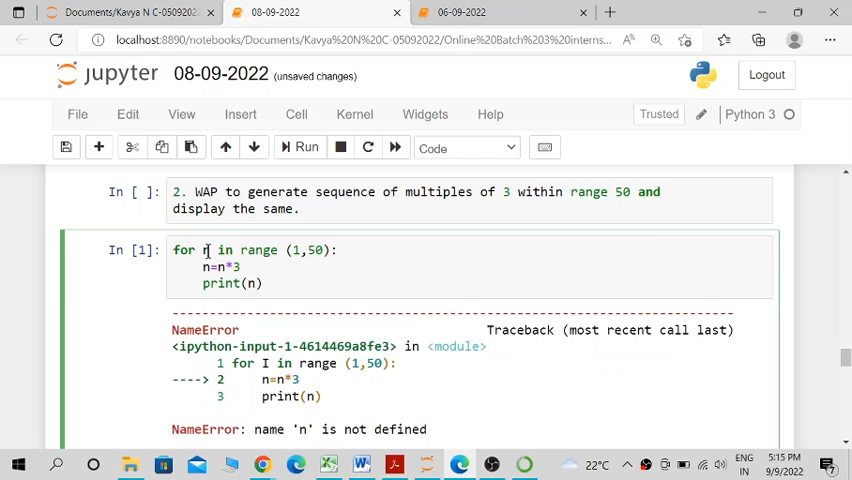 Documents/Kavya N C-0509202
08-09-2022
06-09-2022
localhost:8890/notebooks/Documents/Kavya%20N%20C-05092022/Online%20Batch%203%20interns...
jupyter 08-09-2022 (unsaved changes)
Logout
File Edit View Insert Cell Kernel Widgets Help Trusted Python 3
Run Code
In [ ]: 2. WAP to generate sequence of multiples of 3 within range 50 and
display the same.
In [1]: for n in range (1,50):
n=n*3
print(n)
---------------------------------------------------------------------------
NameError Traceback (most recent call last)
<ipython-input-1-4614469a8fe3> in <module>
1 for I in range (1,50):
----> 2 n=n*3
3 print(n)
NameError: name 'n' is not defined
22°C ENG IN 5:15 PM 9/9/2022